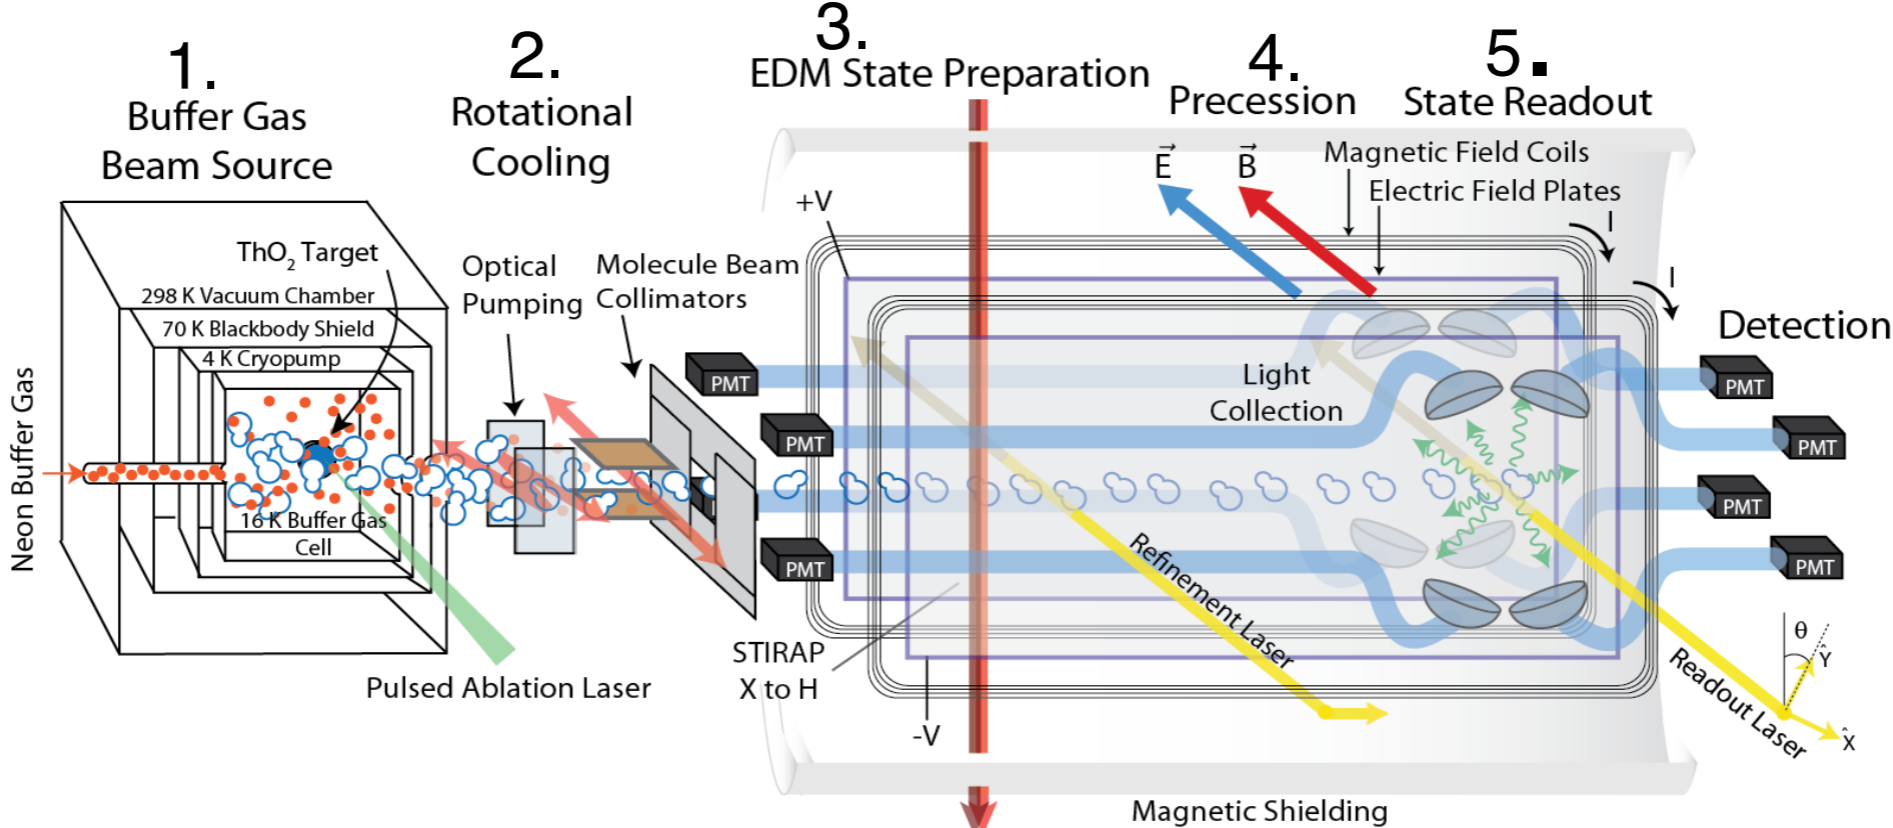 1.
Buffer Gas
Beam Source
2.
Rotational
Cooling
3.
EDM State Preparation
4.
Precession
5.
State Readout
Magnetic Field Coils
Electric Field Plates
E⃗
B⃗
+V
I
I
ThO₂ Target
298 K Vacuum Chamber
70 K Blackbody Shield
4 K Cryopump
16 K Buffer Gas
Cell
Neon Buffer Gas
Pulsed Ablation Laser
Optical
Pumping
Molecule Beam
Collimators
PMT
PMT
PMT
Light
Collection
Detection
PMT
PMT
PMT
PMT
Refinement Laser
Readout Laser
STIRAP
X to H
-V
θ
Ŷ
X̂
Magnetic Shielding